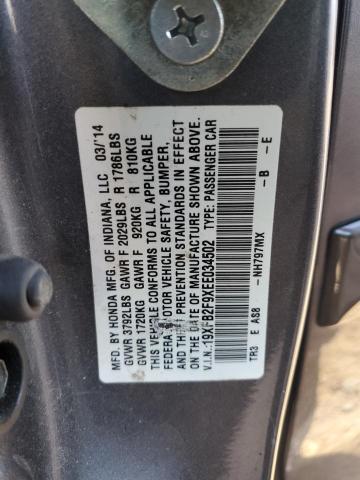 MFD. BY HONDA MFG. OF INDIANA, LLC 03/'14
GVWR 3792LBS GAWR F 2029LBS R 1786LBS
GVWR 1720KG GAWR F 920KG R 810KG
THIS VEHICLE CONFORMS TO ALL APPLICABLE
FEDERAL MOTOR VEHICLE SAFETY, BUMPER,
AND THEFT PREVENTION STANDARDS IN EFFECT
ON THE DATE OF MANUFACTURE SHOWN ABOVE.
V.I.N.:19XFB2F9XEE034502 TYPE: PASSENGER CAR
NH797MX - B - E
TR3 E AS8